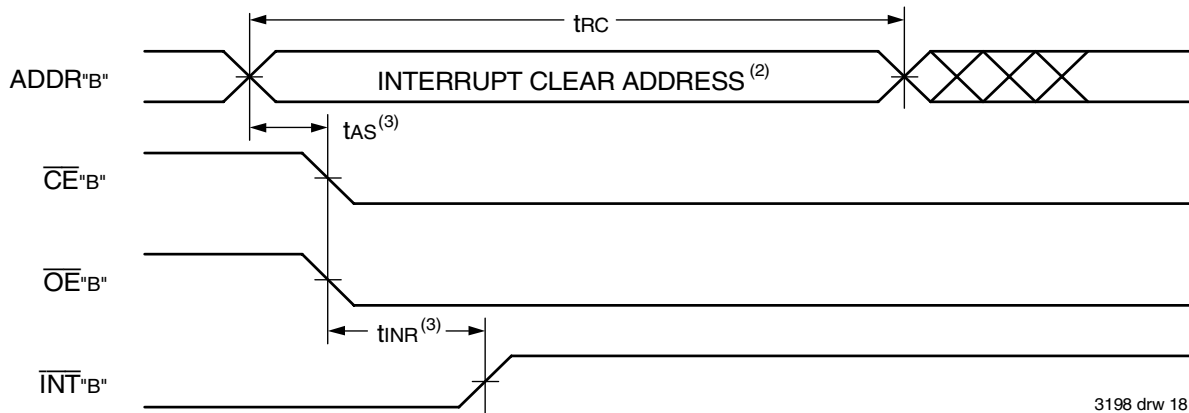 tRC
ADDR"B"
INTERRUPT CLEAR ADDRESS (2)
tAS(3)
CE"B"
OE"B"
tINR(3)
INT"B"
3198 drw 18